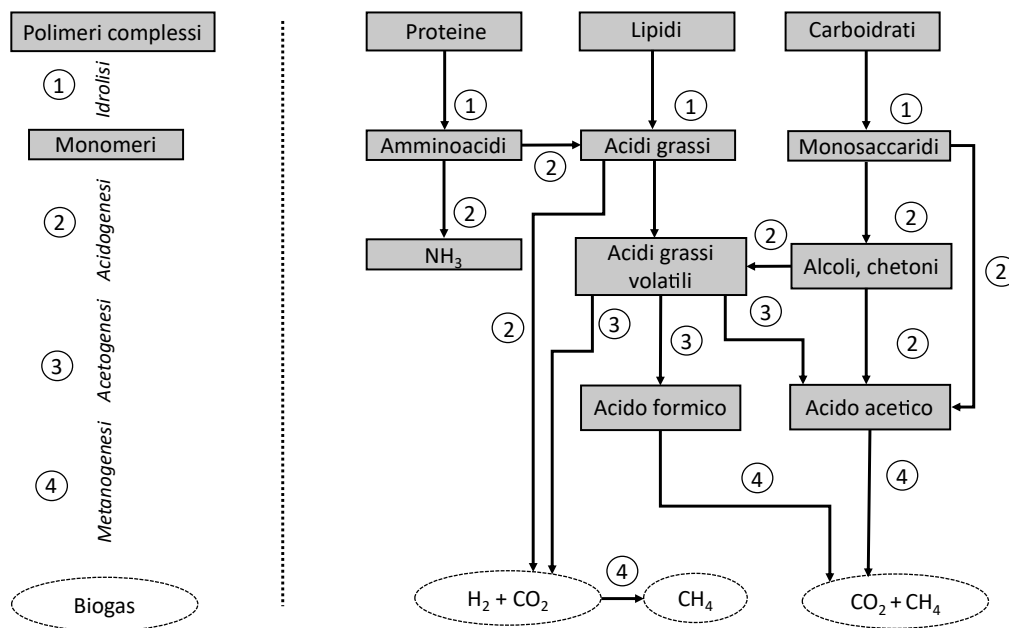 Polimeri complessi
1
Idrolisi
Monomeri
2
Acidogenesi
3
Acetogenesi
4
Metanogenesi
Biogas
Proteine
Lipidi
Carboidrati
1
1
1
Amminoacidi
2
Acidi grassi
Monosaccaridi
2
2
NH₃
Acidi grassi
volatili
2
Alcoli, chetoni
2
2
3
3
3
2
Acido formico
Acido acetico
4
4
H₂ + CO₂
4
CH₄
CO₂ + CH₄